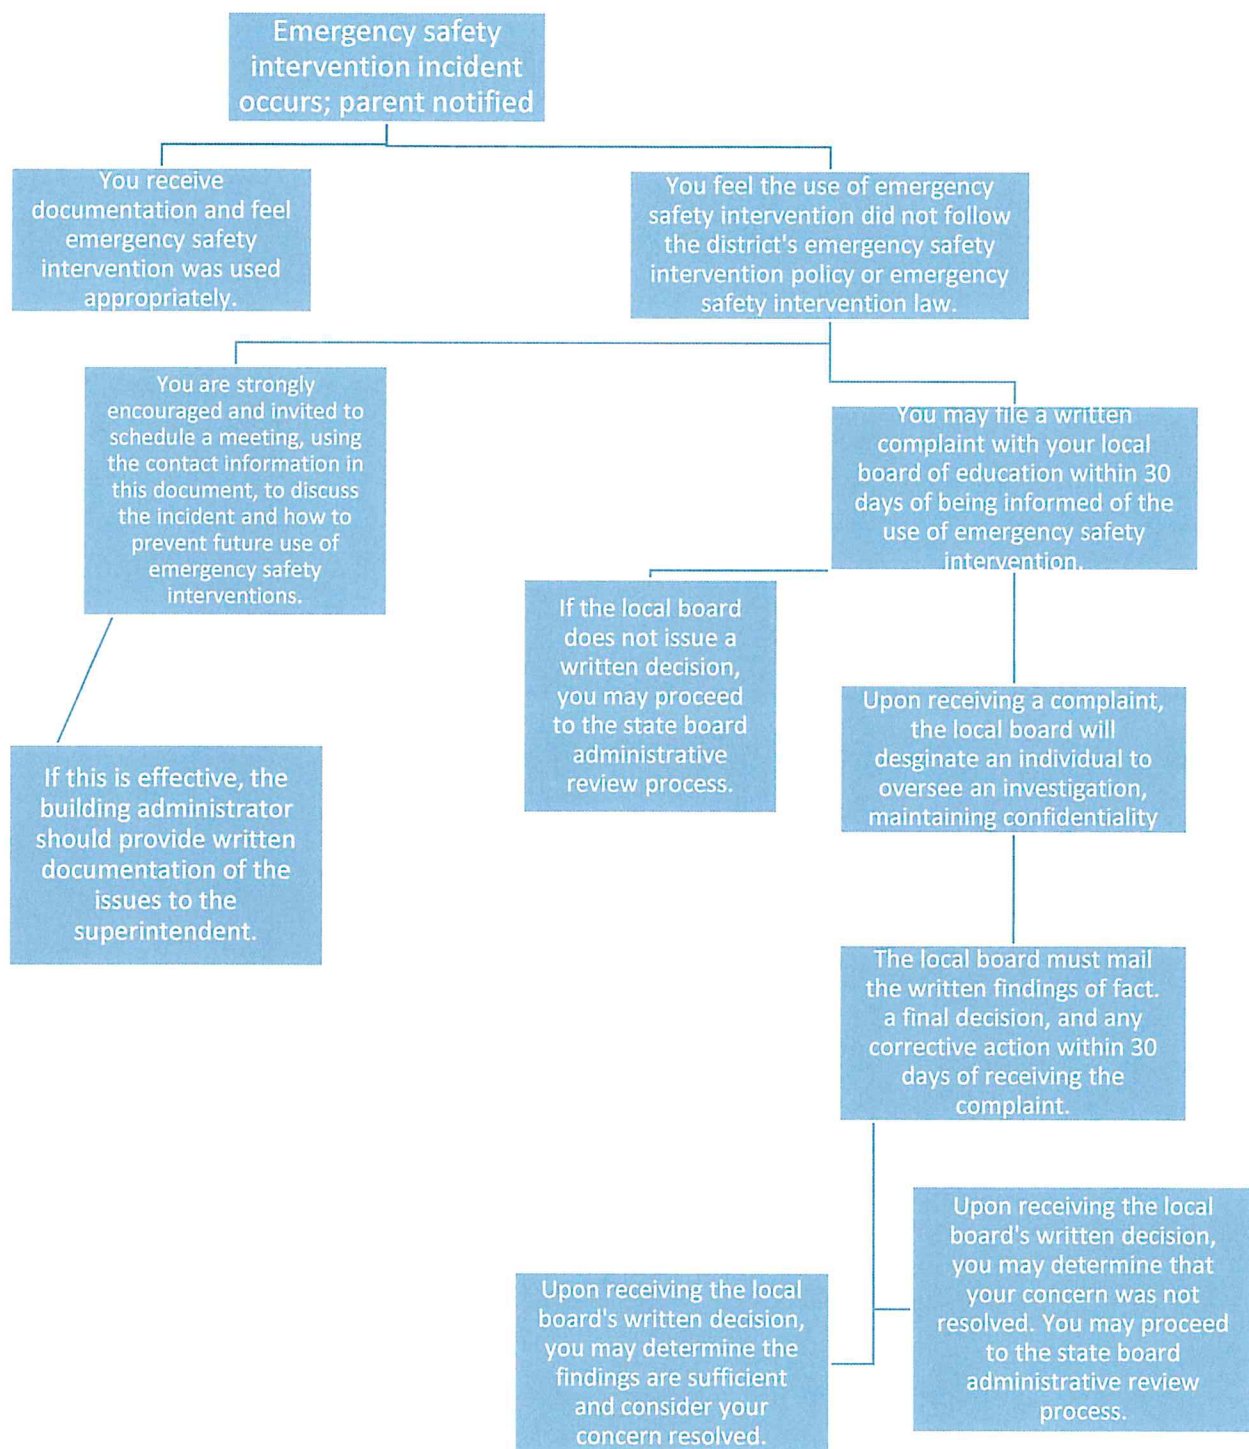 Emergency safety
intervention incident
occurs; parent notified
You receive
documentation and feel
emergency safety
intervention was used
appropriately.
You feel the use of emergency
safety intervention did not follow
the district's emergency safety
intervention policy or emergency
safety intervention law.
You are strongly
encouraged and invited to
schedule a meeting, using
the contact information in
this document, to discuss
the incident and how to
prevent future use of
emergency safety
interventions.
You may file a written
complaint with your local
board of education within 30
days of being informed of the
use of emergency safety
intervention.
If the local board
does not issue a
written decision,
you may proceed
to the state board
administrative
review process.
Upon receiving a complaint,
the local board will
desginate an individual to
oversee an investigation,
maintaining confidentiality
If this is effective, the
building administrator
should provide written
documentation of the
issues to the
superintendent.
The local board must mail
the written findings of fact.
a final decision, and any
corrective action within 30
days of receiving the
complaint.
Upon receiving the local
board's written decision,
you may determine that
your concern was not
resolved. You may proceed
to the state board
administrative review
process.
Upon receiving the local
board's written decision,
you may determine the
findings are sufficient
and consider your
concern resolved.